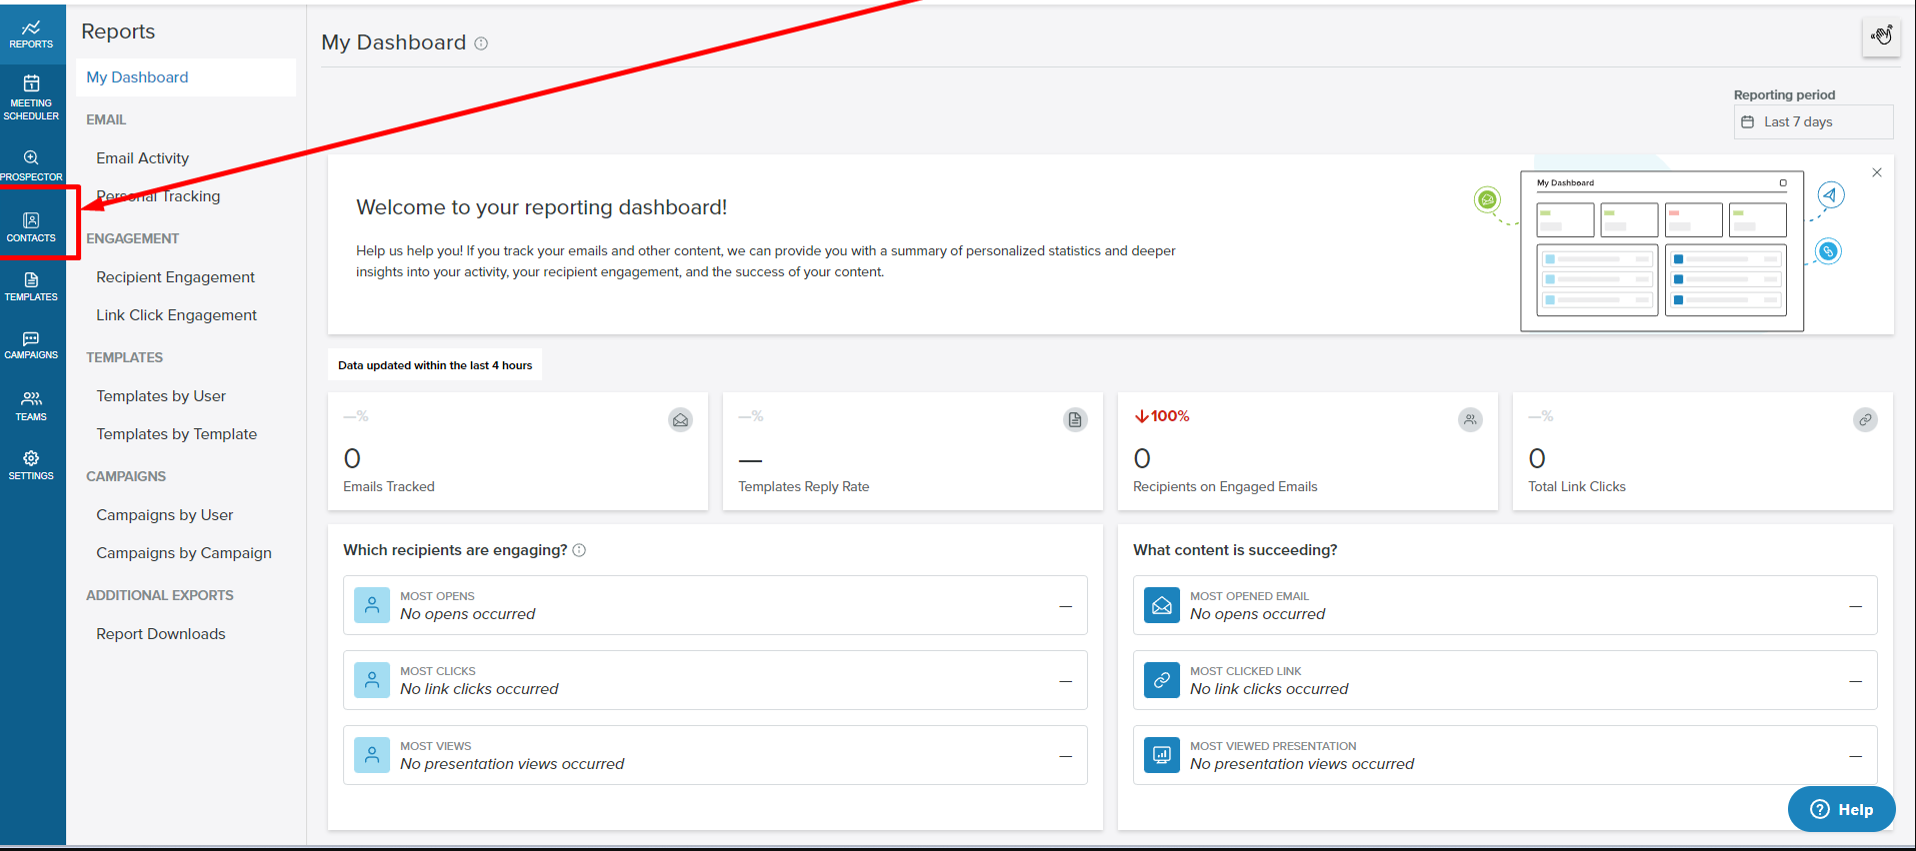 REPORTS
MEETING
SCHEDULER
PROSPECTOR
CONTACTS
TEMPLATES
CAMPAIGNS
TEAMS
SETTINGS
Reports
My Dashboard
EMAIL
Email Activity
Personal Tracking
ENGAGEMENT
Recipient Engagement
Link Click Engagement
TEMPLATES
Templates by User
Templates by Template
CAMPAIGNS
Campaigns by User
Campaigns by Campaign
ADDITIONAL EXPORTS
Report Downloads
My Dashboard
Reporting period
Last 7 days
Welcome to your reporting dashboard!
Help us help you! If you track your emails and other content, we can provide you with a summary of personalized statistics and deeper
insights into your activity, your recipient engagement, and the success of your content.
My Dashboard
Data updated within the last 4 hours
—%
0
Emails Tracked
—%
—
Templates Reply Rate
↓100%
0
Recipients on Engaged Emails
—%
0
Total Link Clicks
Which recipients are engaging?
MOST OPENS
No opens occurred
—
MOST CLICKS
No link clicks occurred
—
MOST VIEWS
No presentation views occurred
—
What content is succeeding?
MOST OPENED EMAIL
No opens occurred
—
MOST CLICKED LINK
No link clicks occurred
—
MOST VIEWED PRESENTATION
No presentation views occurred
—
Help